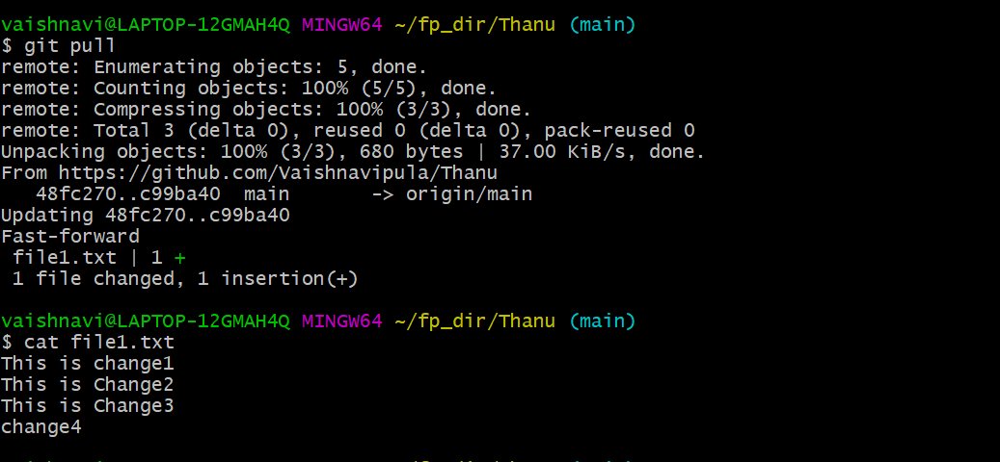 vaishnavi@LAPTOP-12GMAH4Q MINGW64 ~/fp_dir/Thanu (main)
$ git pull
remote: Enumerating objects: 5, done.
remote: Counting objects: 100% (5/5), done.
remote: Compressing objects: 100% (3/3), done.
remote: Total 3 (delta 0), reused 0 (delta 0), pack-reused 0
Unpacking objects: 100% (3/3), 680 bytes | 37.00 KiB/s, done.
From https://github.com/Vaishnavipula/Thanu
   48fc270..c99ba40  main       -> origin/main
Updating 48fc270..c99ba40
Fast-forward
 file1.txt | 1 +
 1 file changed, 1 insertion(+)
vaishnavi@LAPTOP-12GMAH4Q MINGW64 ~/fp_dir/Thanu (main)
$ cat file1.txt
This is change1
This is Change2
This is Change3
change4